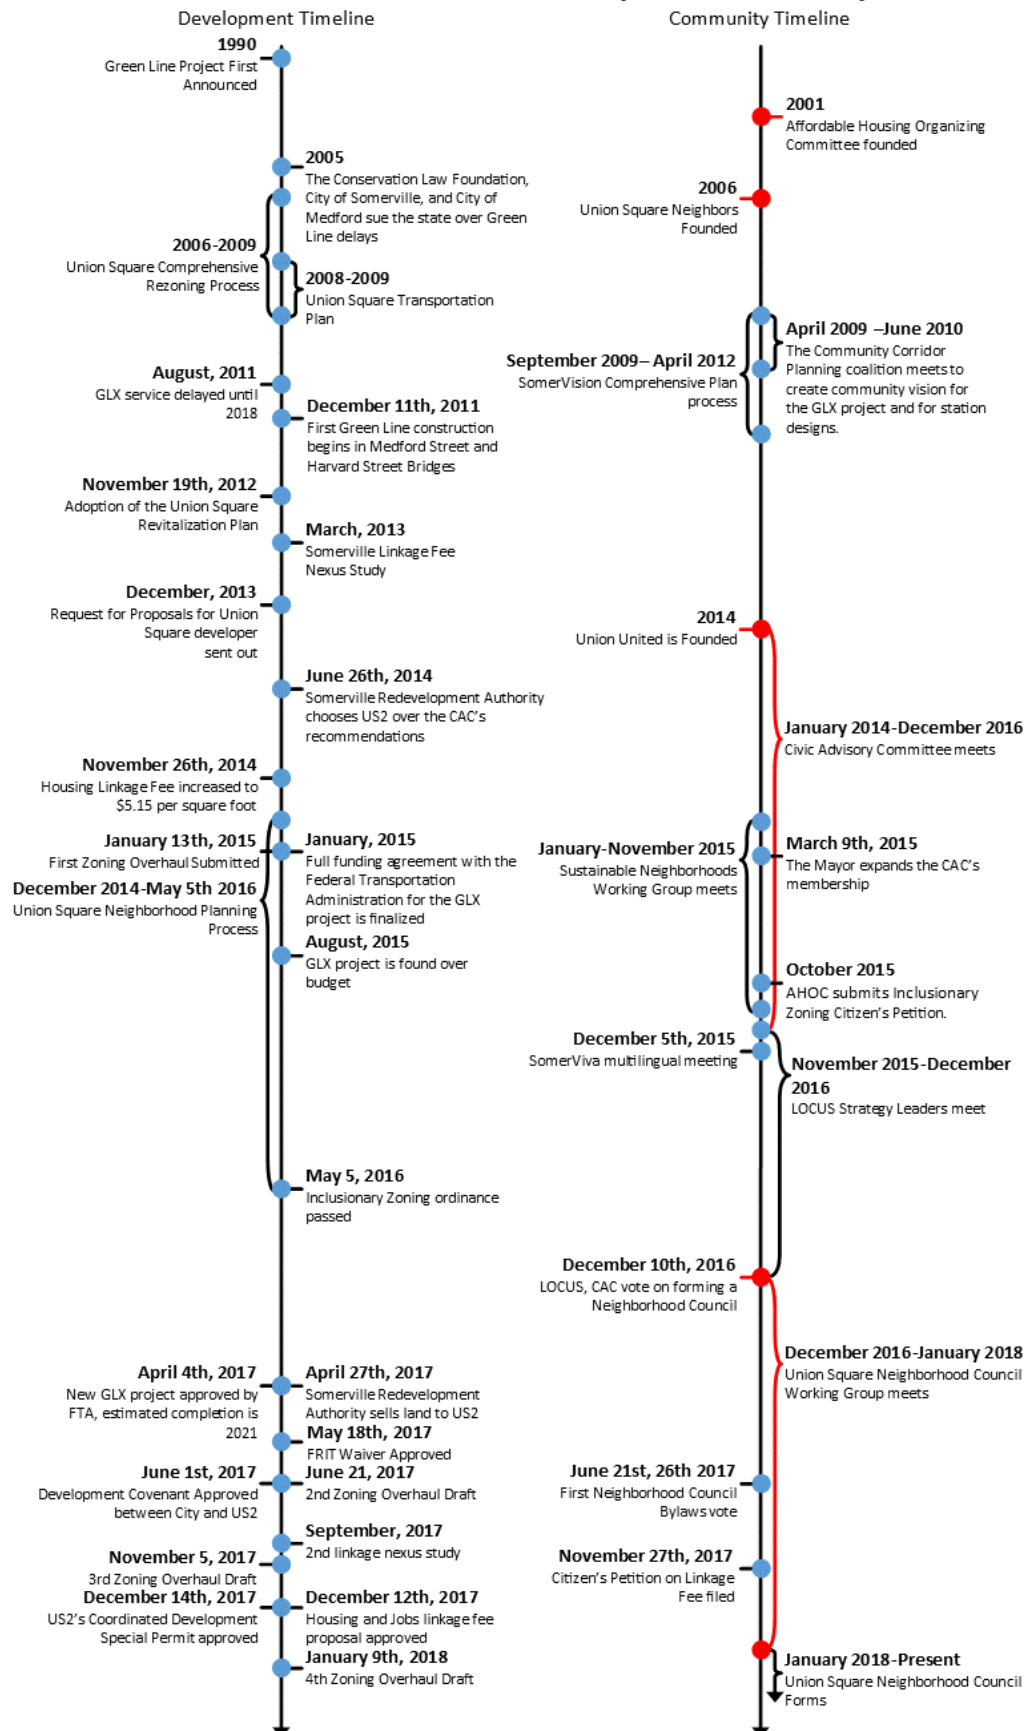 Development Timeline
Community Timeline
1990
Green Line Project First
Announced
2001
Affordable Housing Organizing
Committee founded
2005
The Conservation Law Foundation,
City of Somerville, and City of
Medford sue the state over Green
Line delays
2006
Union Square Neighbors
Founded
2006-2009
Union Square Comprehensive
Rezoning Process
2008-2009
Union Square Transportation
Plan
April 2009 –June 2010
The Community Corridor
Planning coalition meets to
create community vision for
the GLX project and for station
designs.
September 2009– April 2012
SomerVision Comprehensive Plan
process
August, 2011
GLX service delayed until
2018
December 11th, 2011
First Green Line construction
begins in Medford Street and
Harvard Street Bridges
November 19th, 2012
Adoption of the Union Square
Revitalization Plan
March, 2013
Somerville Linkage Fee
Nexus Study
December, 2013
Request for Proposals for Union
Square developer
sent out
2014
Union United is Founded
June 26th, 2014
Somerville Redevelopment Authority
chooses US2 over the CAC's
recommendations
January 2014-December 2016
Civic Advisory Committee meets
November 26th, 2014
Housing Linkage Fee increased to
$5.15 per square foot
January 13th, 2015
First Zoning Overhaul Submitted
January, 2015
Full funding agreement with the
Federal Transportation
Administration for the GLX
project is finalized
December 2014-May 5th 2016
Union Square Neighborhood Planning
Process
January-November 2015
Sustainable Neighborhoods
Working Group meets
March 9th, 2015
The Mayor expands the CAC's
membership
August, 2015
GLX project is found over
budget
October 2015
AHOC submits Inclusionary
Zoning Citizen's Petition.
December 5th, 2015
SomerViva multilingual meeting
November 2015-December
2016
LOCUS Strategy Leaders meet
May 5, 2016
Inclusionary Zoning ordinance
passed
December 10th, 2016
LOCUS, CAC vote on forming a
Neighborhood Council
December 2016-January 2018
Union Square Neighborhood Council
Working Group meets
April 4th, 2017
New GLX project approved by
FTA, estimated completion is
2021
April 27th, 2017
Somerville Redevelopment
Authority sells land to US2
May 18th, 2017
FRIT Waiver Approved
June 1st, 2017
Development Covenant Approved
between City and US2
June 21, 2017
2nd Zoning Overhaul Draft
June 21st, 26th 2017
First Neighborhood Council
Bylaws vote
September, 2017
2nd linkage nexus study
November 5, 2017
3rd Zoning Overhaul Draft
November 27th, 2017
Citizen's Petition on Linkage
Fee filed
December 14th, 2017
US2's Coordinated Development
Special Permit approved
December 12th, 2017
Housing and Jobs linkage fee
proposal approved
January 9th, 2018
4th Zoning Overhaul Draft
January 2018-Present
Union Square Neighborhood Council
Forms